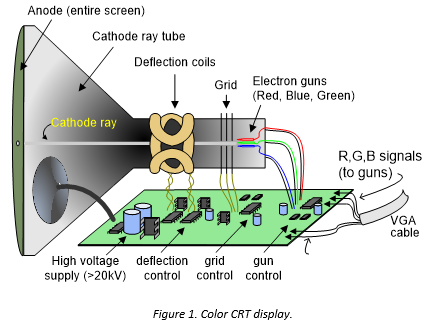 Anode (entire screen)
Cathode ray tube
Deflection coils
Grid
Electron guns
(Red, Blue, Green)
Cathode ray
R,G,B signals
(to guns)
VGA
cable
High voltage
supply (>20kV)
deflection
control
grid
control
gun
control
Figure 1. Color CRT display.